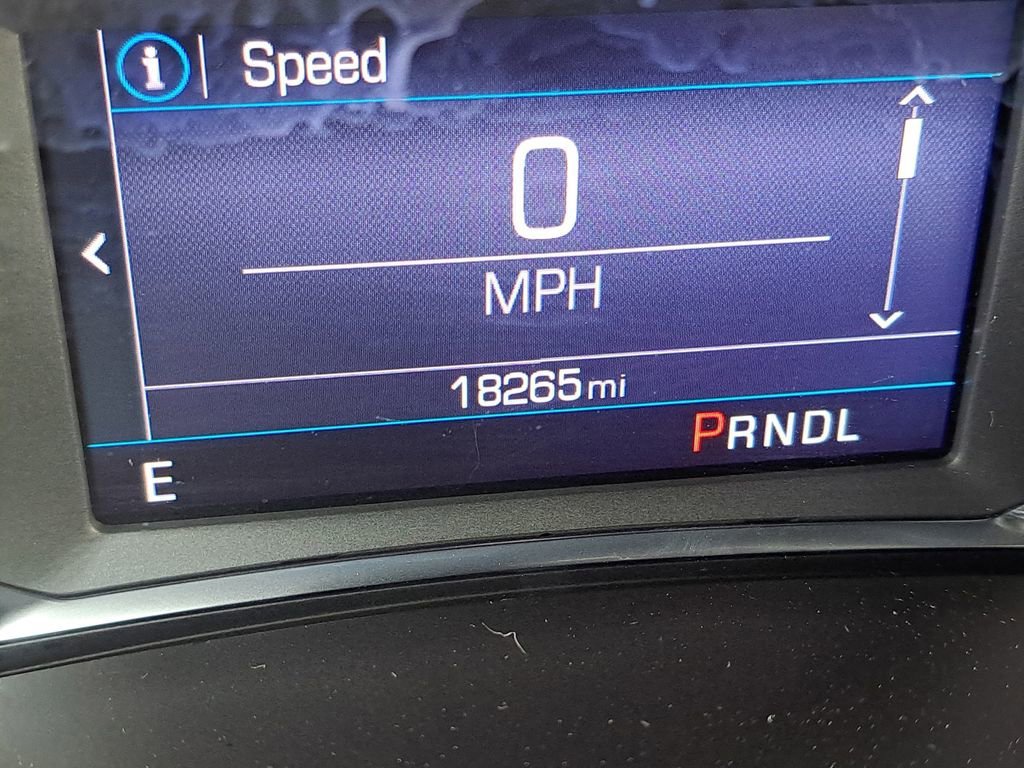 i Speed
0
MPH
18265 mi
PRNDL
E